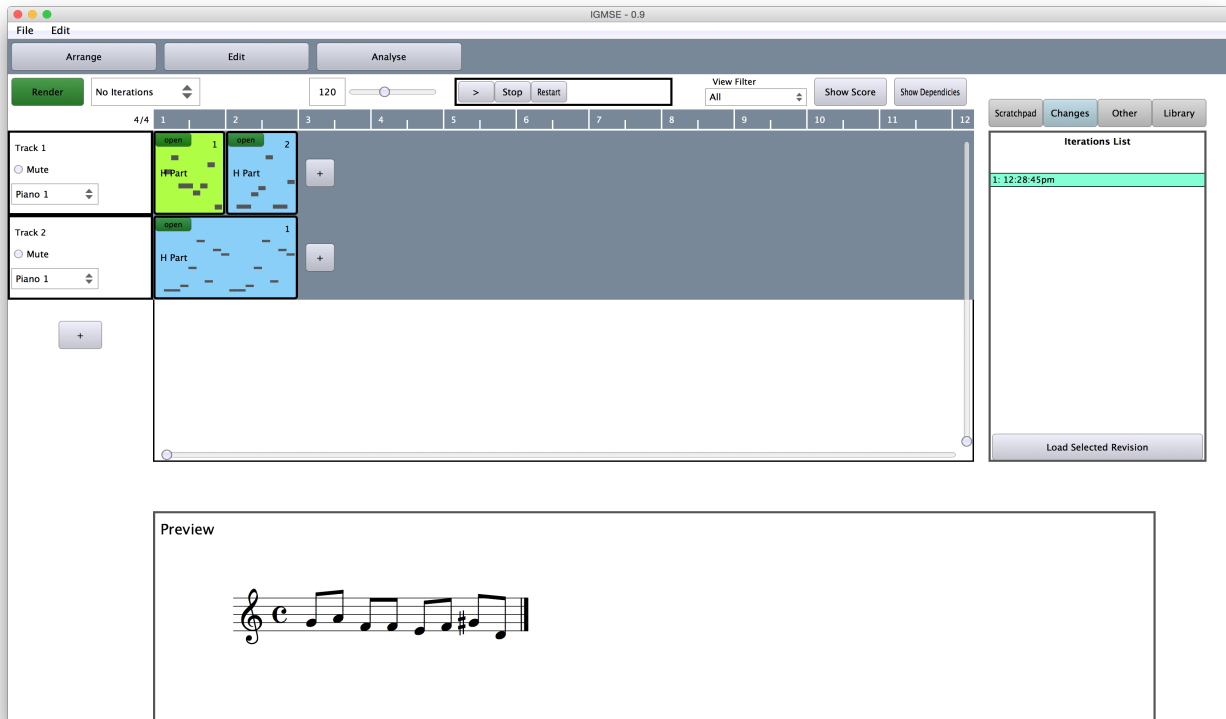 IGMSE - 0.9
File Edit
Arrange Edit Analyse
Render No Iterations 120 > Stop Restart View Filter All Show Score Show Dependicies
4/4 1 2 3 4 5 6 7 8 9 10 11 12
Scratchpad Changes Other Library
Track 1
Mute
Piano 1
open 1
H Part
open 2
H Part
+
Track 2
Mute
Piano 1
open 1
H Part
+
+
Iterations List
1: 12:28:45pm
Load Selected Revision
Preview